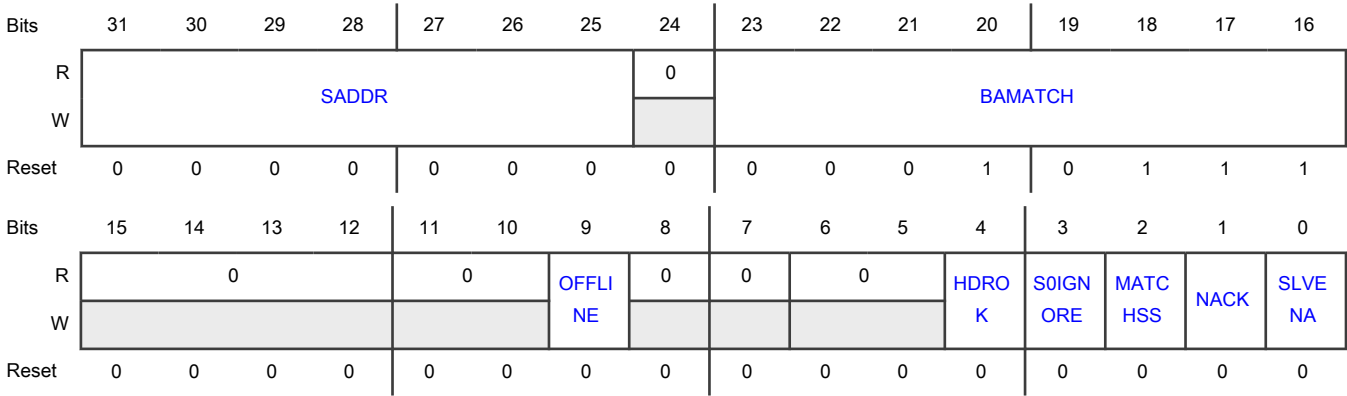 Bits 31 30 29 28 27 26 25 24 23 22 21 20 19 18 17 16
R SADDR 0 BAMATCH
W
Reset 0 0 0 0 0 0 0 0 0 0 0 1 0 1 1 1
Bits 15 14 13 12 11 10 9 8 7 6 5 4 3 2 1 0
R 0 0 OFFLI 0 0 0 HDRO S0IGN MATC NACK SLVE
W NE K ORE HSS NA
Reset 0 0 0 0 0 0 0 0 0 0 0 0 0 0 0 0